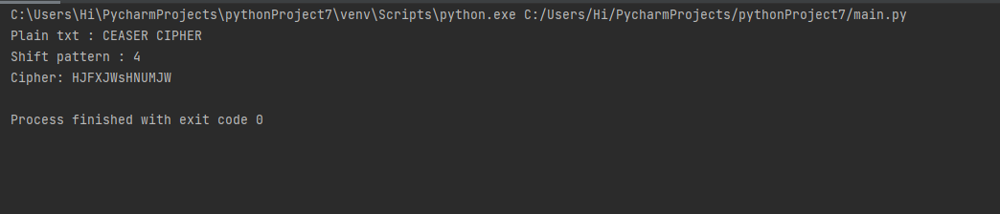 C:\Users\Hi\PycharmProjects\pythonProject7\venv\Scripts\python.exe C:/Users/Hi/PycharmProjects/pythonProject7/main.py
Plain txt : CEASER CIPHER
Shift pattern : 4
Cipher: HJFXJWsHNUMJW
Process finished with exit code 0